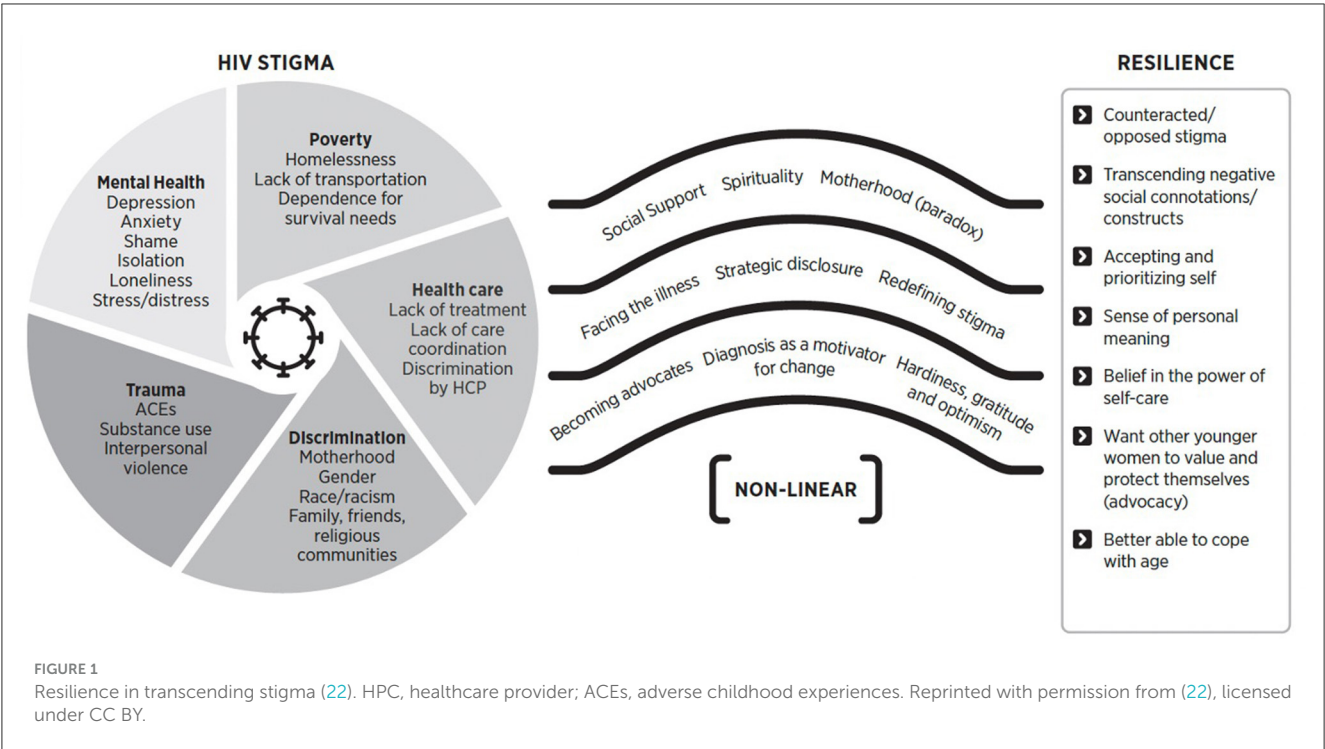 HIV STIGMA
Mental Health
Depression
Anxiety
Shame
Isolation
Loneliness
Stress/distress
Poverty
Homelessness
Lack of transportation
Dependence for
survival needs
Health care
Lack of treatment
Lack of care
coordination
Discrimination
by HCP
Discrimination
Motherhood
Gender
Race/racism
Family, friends,
religious
communities
Trauma
ACEs
Substance use
Interpersonal
violence
Social Support Spirituality Motherhood (paradox)
Facing the illness Strategic disclosure Redefining stigma
Becoming advocates Diagnosis as a motivator
for change
Hardiness, gratitude
and optimism
NON-LINEAR
RESILIENCE
Counteracted/
opposed stigma
Transcending negative
social connotations/
constructs
Accepting and
prioritizing self
Sense of personal
meaning
Belief in the power of
self-care
Want other younger
women to value and
protect themselves
(advocacy)
Better able to cope
with age
FIGURE 1
Resilience in transcending stigma (22). HPC, healthcare provider; ACEs, adverse childhood experiences. Reprinted with permission from (22), licensed
under CC BY.